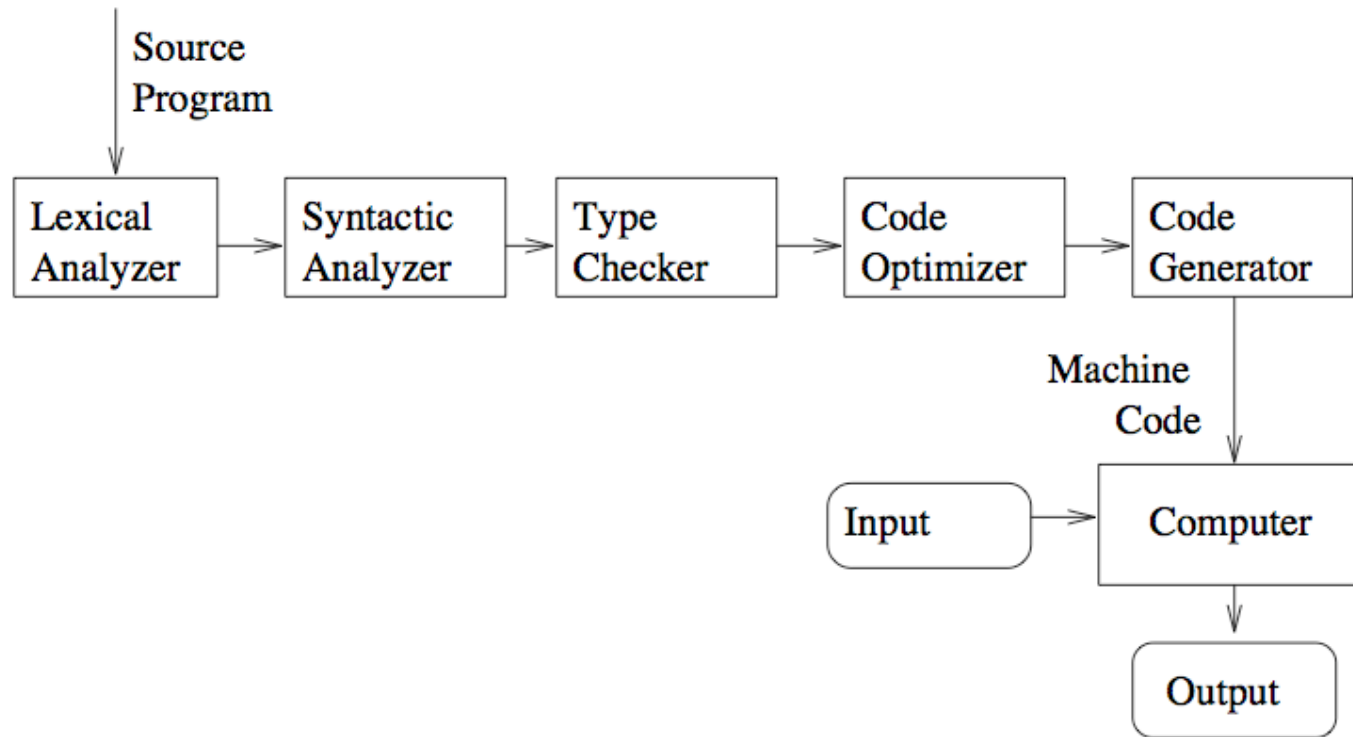 Source
Program
Lexical
Analyzer
Syntactic
Analyzer
Type
Checker
Code
Optimizer
Code
Generator
Machine
Code
Input
Computer
Output